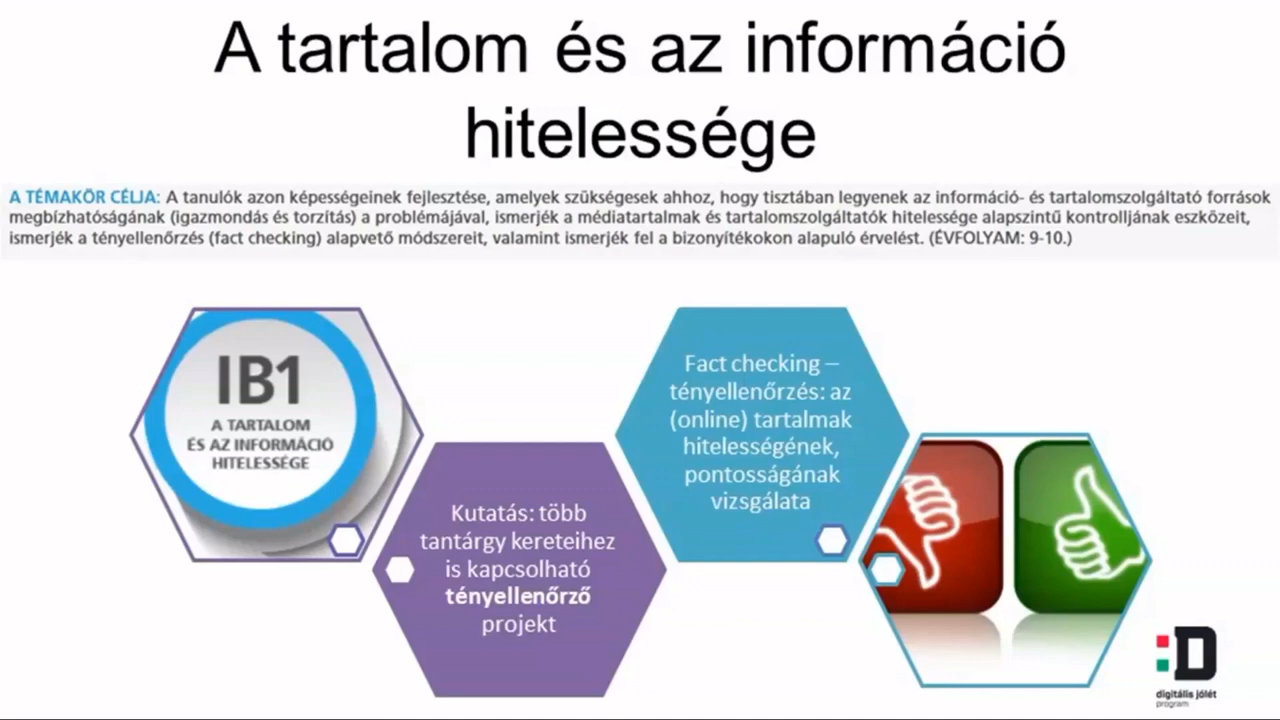 A tartalom és az információ
hitelessége
A TÉMAKÖR CÉLJA: A tanulók azon képességeinek fejlesztése, amelyek szükségesek ahhoz, hogy tisztában legyenek az információ- és tartalomszolgáltató források
megbízhatóságának (igazmondás és torzítás) a problémájával, ismerjék a médiatartalmak és tartalomszolgáltatók hitelessége alapszintű kontrolljának eszközeit,
ismerjék a tényellenőrzés (fact checking) alapvető módszereit, valamint ismerjék fel a bizonyítékokon alapuló érvelést. (ÉVFOLYAM: 9-10.)
IB1
A TARTALOM
ÉS AZ INFORMÁCIÓ
HITELESSÉGE
Kutatás: több
tantárgy kereteihez
is kapcsolható
tényellenőrző
projekt
Fact checking –
tényellenőrzés: az
(online) tartalmak
hitelességének,
pontosságának
vizsgálata
:D
digitális jólét
program